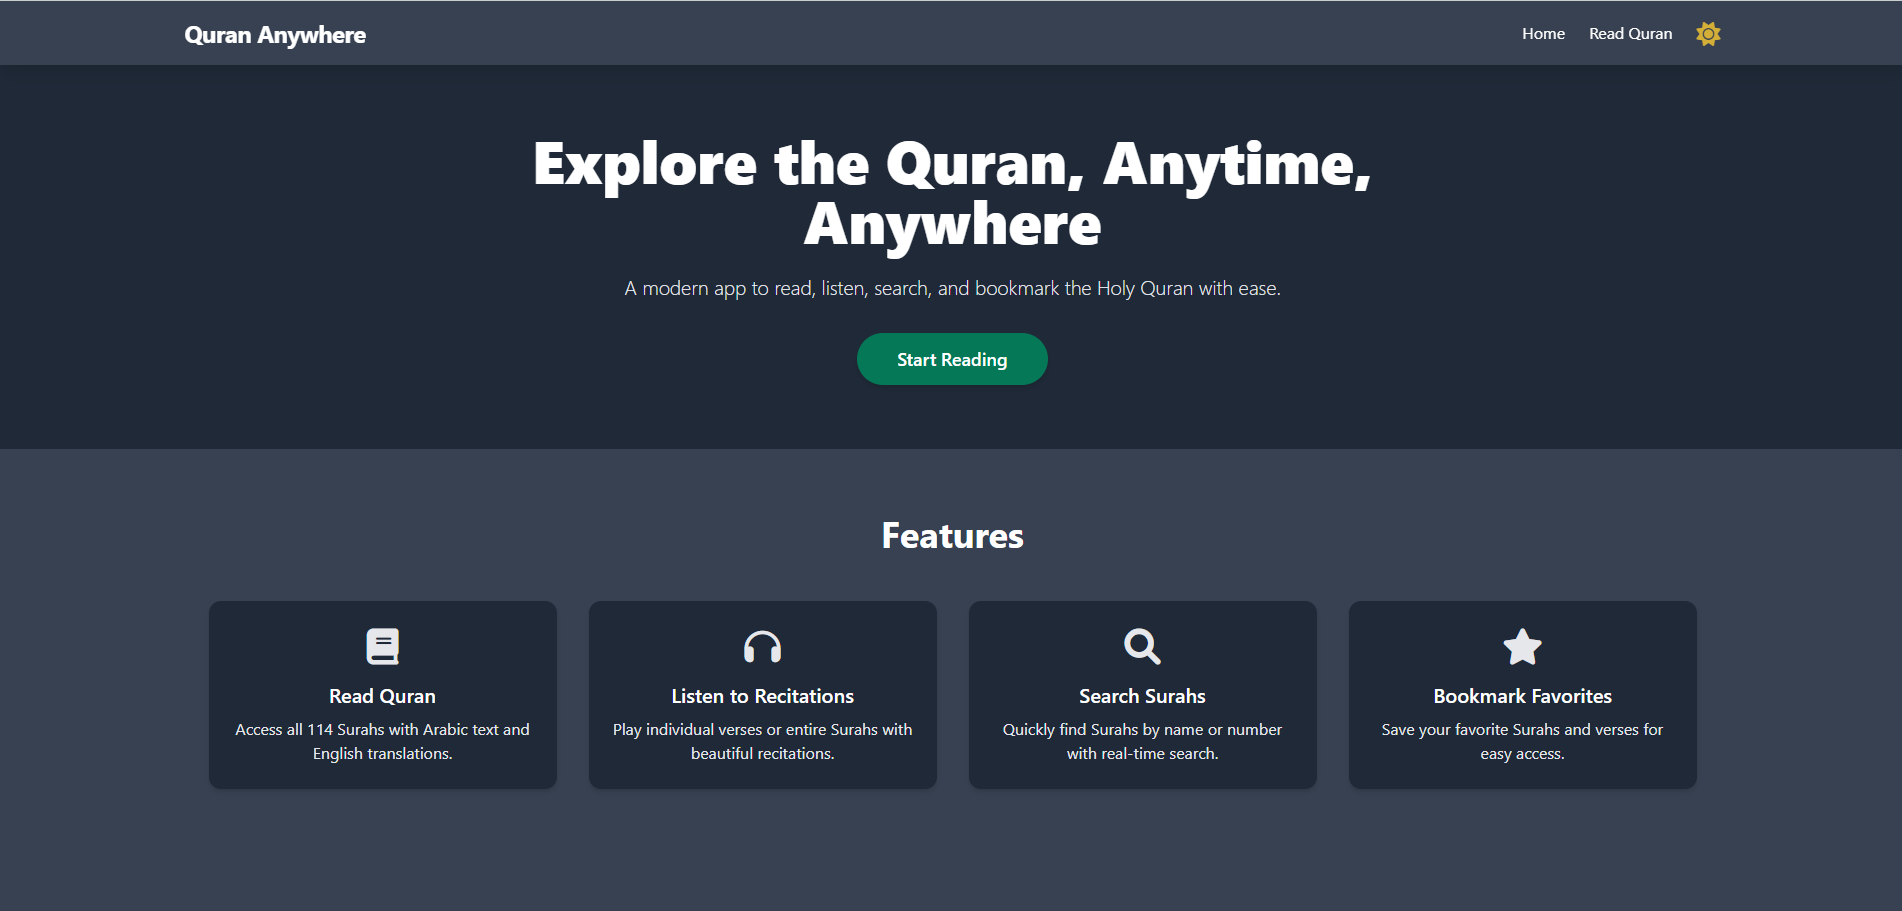 Quran Anywhere
Home
Read Quran
Explore the Quran, Anytime,
Anywhere
A modern app to read, listen, search, and bookmark the Holy Quran with ease.
Start Reading
Features
Read Quran
Access all 114 Surahs with Arabic text and
English translations.
Listen to Recitations
Play individual verses or entire Surahs with
beautiful recitations.
Search Surahs
Quickly find Surahs by name or number
with real-time search.
Bookmark Favorites
Save your favorite Surahs and verses for
easy access.